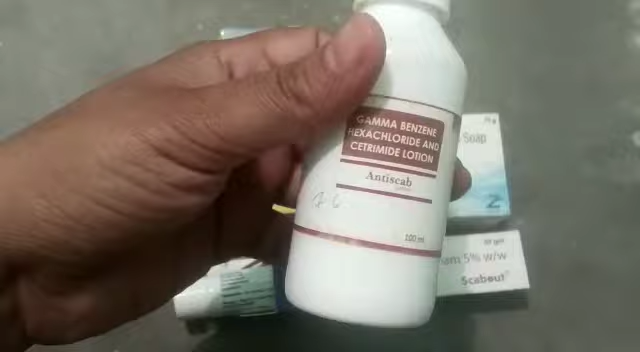 GAMMA BENZENE
HEXACHLORIDE AND
CETRIMIDE LOTION
Antiscab
100 ml
Soap
Z
5% w/w
Scabout